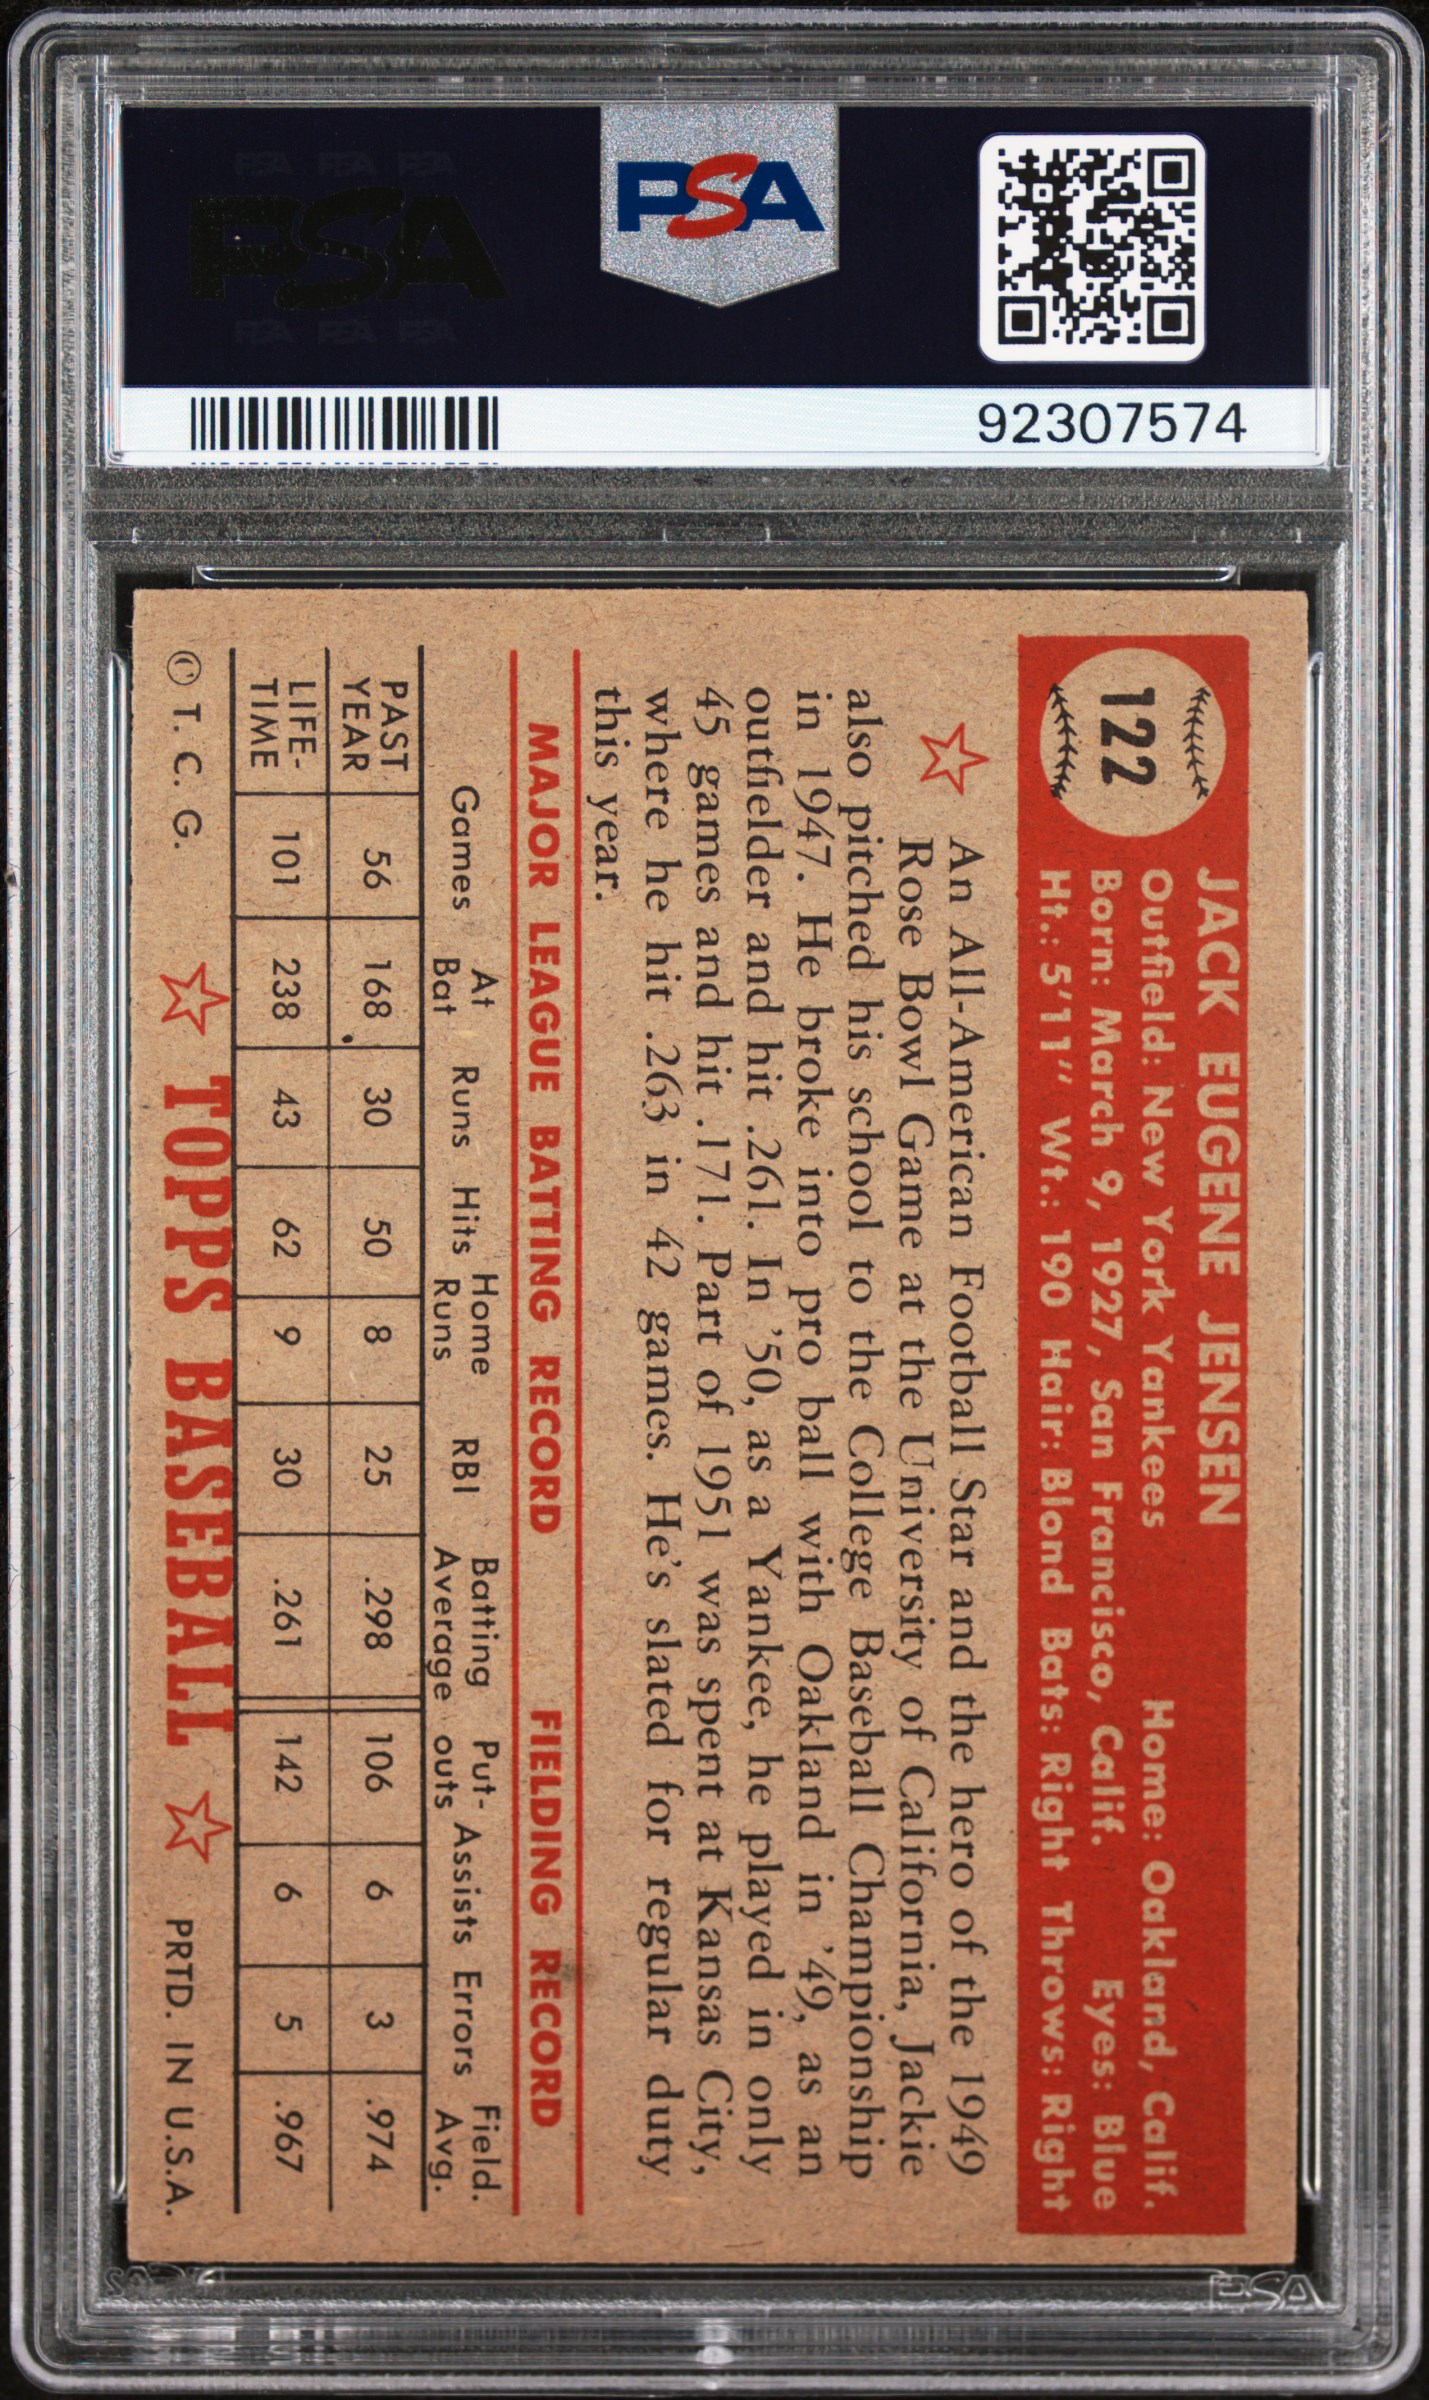 PSA
PSA PSA PSA
PSA
PSA PSA PSA
92307574
122
JACK EUGENE JENSEN
Outfield: New York Yankees Home: Oakland, Calif.
Born: March 9, 1927, San Francisco, Calif. Eyes: Blue
Ht.: 5'11" Wt.: 190 Hair: Blond Bats: Right Throws: Right
An All-American Football Star and the hero of the 1949
Rose Bowl Game at the University of California, Jackie
also pitched his school to the College Baseball Championship
in 1947. He broke into pro ball with Oakland in '49, as an
outfielder and hit .261. In '50, as a Yankee, he played in only
45 games and hit .171. Part of 1951 was spent at Kansas City,
where he hit .263 in 42 games. He's slated for regular duty
this year.
MAJOR LEAGUE BATTING RECORD FIELDING RECORD
Games At Bat Runs Hits Home Runs RBI Batting Average Put-outs Assists Errors Field. Avg.
PAST YEAR 56 168 30 50 8 25 .298 106 6 3 .974
LIFE-TIME 101 238 43 62 9 30 .261 142 6 5 .967
© T. C. G. TOPPS BASEBALL PRTD. IN U.S.A.
PSA